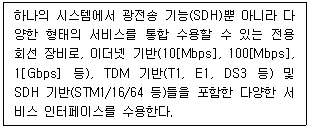 하나의 시스템에서 광전송 기능(SDH)뿐 아니라 다
양한 형태의 서비스를 통합 수용할 수 있는 전용
회선 장비로, 이더넷 기반(10[Mbps], 100[Mbps],
1[Gbps] 등), TDM 기반(T1, E1, DS3 등) 및
SDH 기반(STM1/16/64 등)들을 포함한 다양한 서
비스 인터페이스를 수용한다.